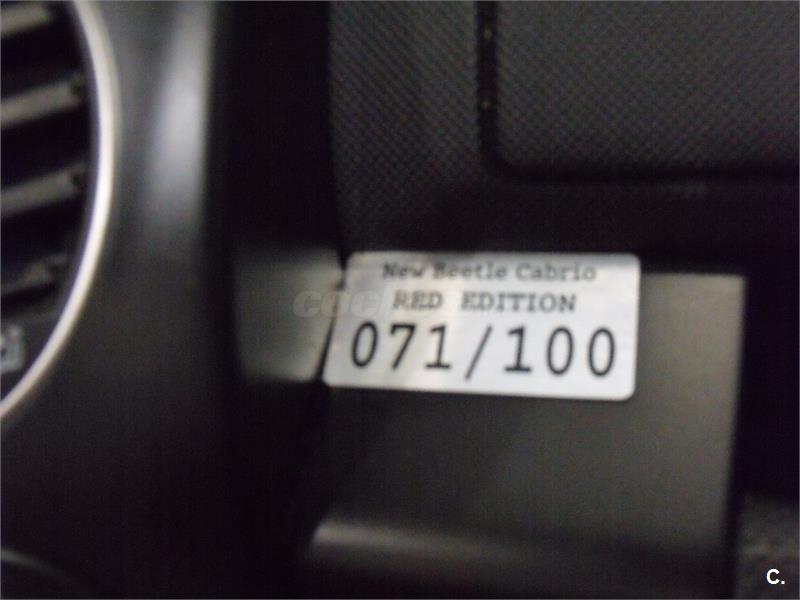 New Beetle Cabrio
RED EDITION
071/100
c.